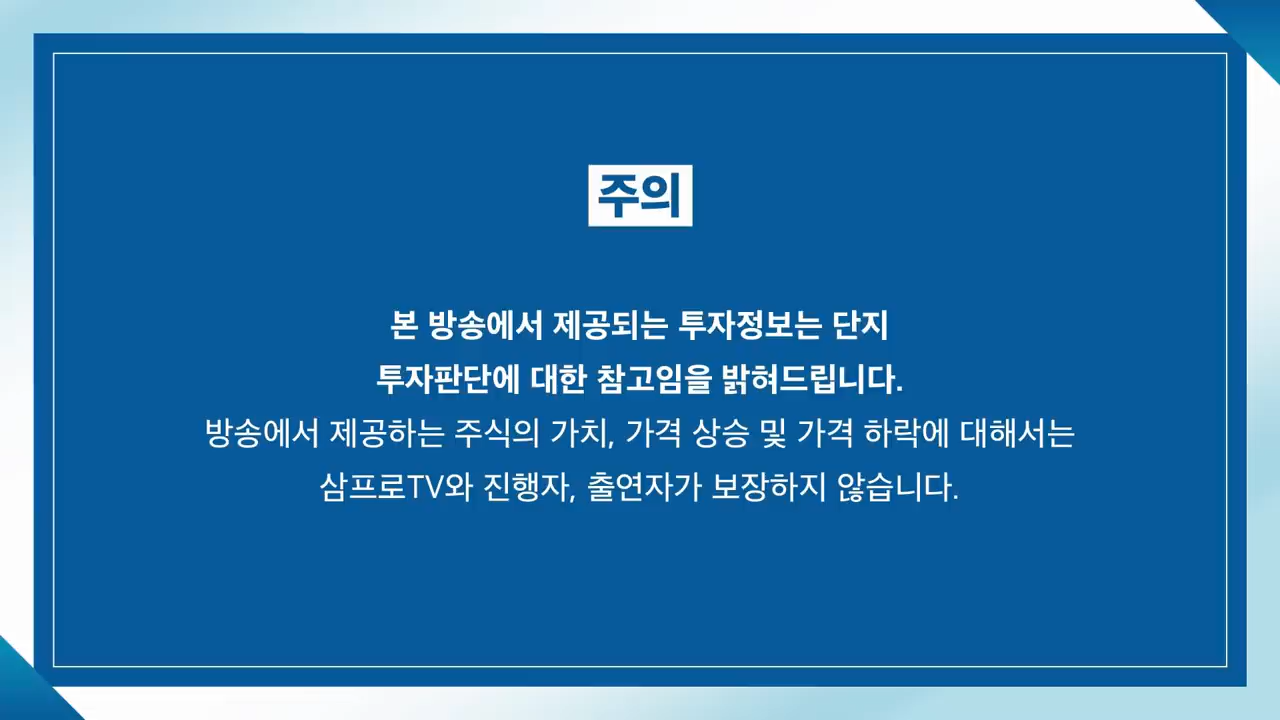 주의
본 방송에서 제공되는 투자정보는 단지
투자판단에 대한 참고임을 밝혀드립니다.
방송에서 제공하는 주식의 가치, 가격 상승 및 가격 하락에 대해서는
삼프로TV와 진행자, 출연자가 보장하지 않습니다.